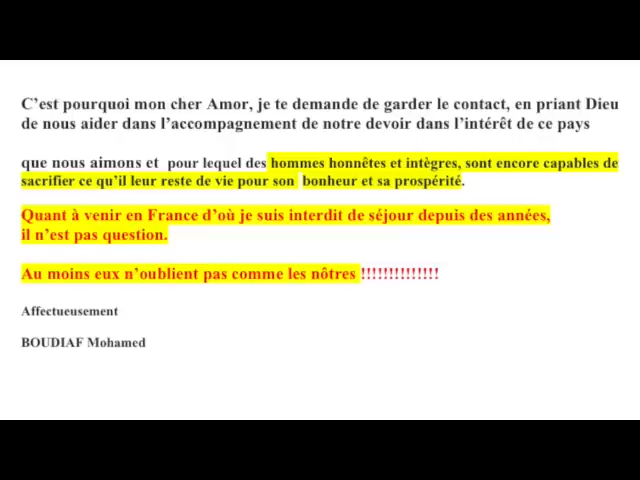 C’est pourquoi mon cher Amor, je te demande de garder le contact, en priant Dieu
de nous aider dans l’accompagnement de notre devoir dans l’intérêt de ce pays
que nous aimons et pour lequel des hommes honnêtes et intègres, sont encore capables de
sacrifier ce qu’il leur reste de vie pour son bonheur et sa prospérité.
Quant à venir en France d’où je suis interdit de séjour depuis des années,
il n’est pas question.
Au moins eux n’oublient pas comme les nôtres !!!!!!!!!!!!!!
Affectueusement
BOUDIAF Mohamed